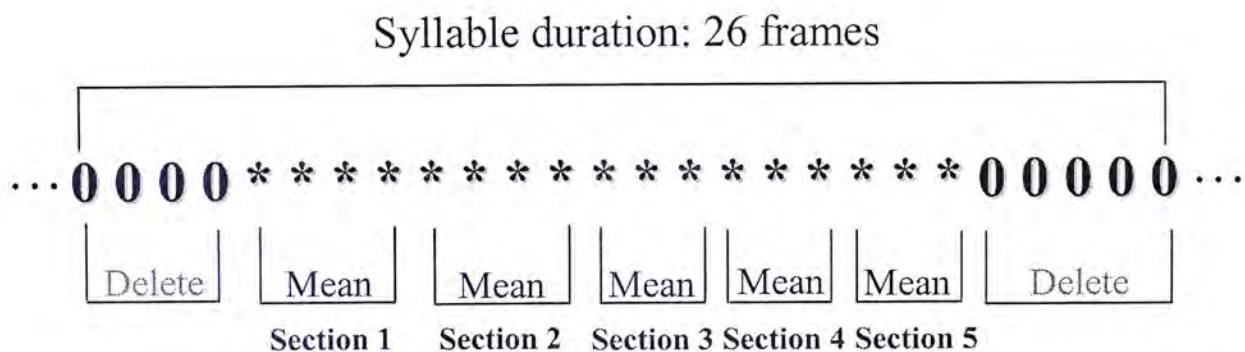 Syllable duration: 26 frames
··· 0 0 0 0 * * * * * * * * * * * * * * * * * 0 0 0 0 0 ···
Delete Mean Mean Mean Mean Mean Delete
Section 1 Section 2 Section 3 Section 4 Section 5